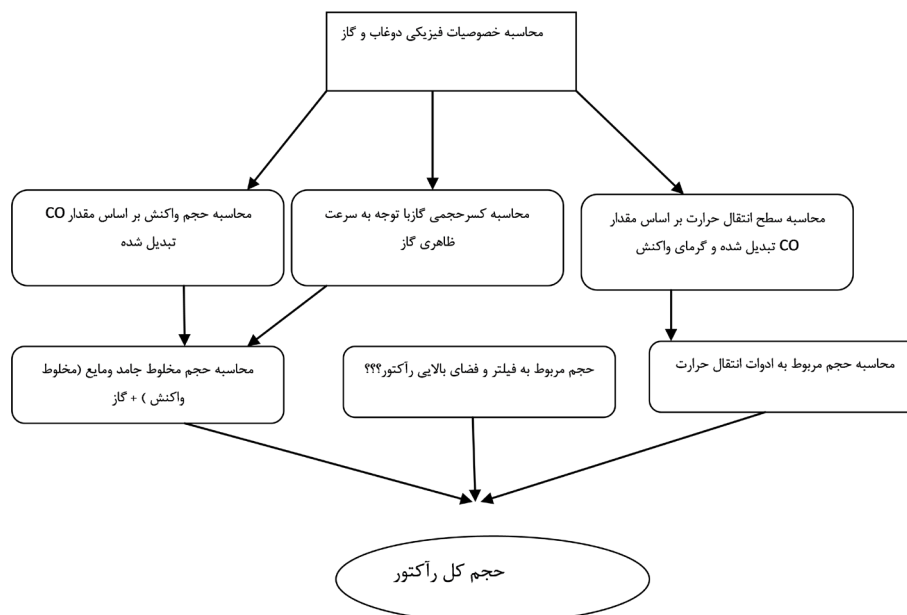 محاسبه خصوصیات فیزیکی دوغاب و گاز
محاسبه حجم واکنش بر اساس مقدار CO
تبدیل شده
محاسبه کسرحجمی گازبا توجه به سرعت
ظاهری گاز
محاسبه سطح انتقال حرارت بر اساس مقدار
CO تبدیل شده و گرمای واکنش
محاسبه حجم مخلوط جامد ومایع (مخلوط
واکنش ) + گاز
حجم مربوط به فیلتر و فضای بالایی رآکتور؟؟؟
محاسبه حجم مربوط به ادوات انتقال حرارت
حجم کل رآکتور